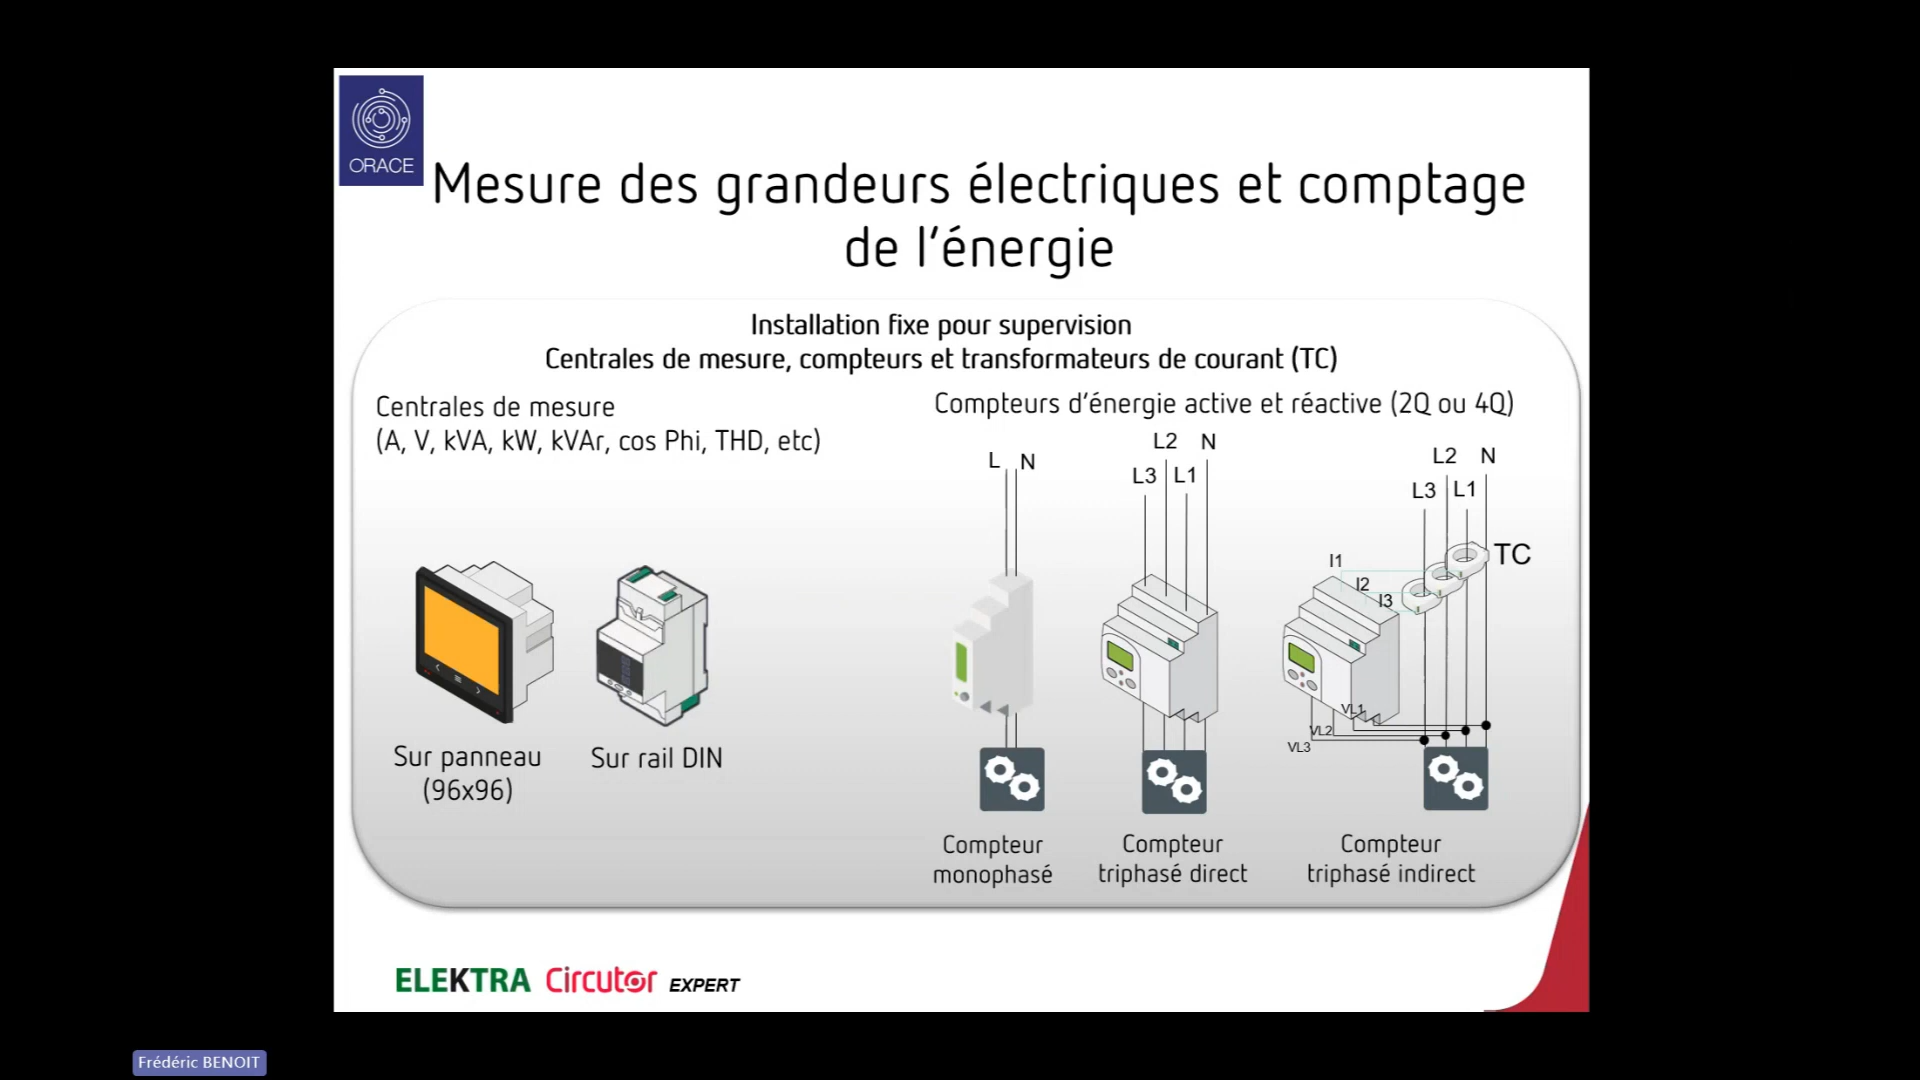 ORACE
Mesure des grandeurs électriques et comptage
de l'énergie
Installation fixe pour supervision
Centrales de mesure, compteurs et transformateurs de courant (TC)
Centrales de mesure
(A, V, kVA, kW, kVAr, cos Phi, THD, etc)
Sur panneau
(96x96)
Sur rail DIN
Compteurs d'énergie active et réactive (2Q ou 4Q)
L N
L2 N
L3 L1
L2 N
L3 L1
TC
I1
I2
I3
VL1
VL2
VL3
Compteur
monophasé
Compteur
triphasé direct
Compteur
triphasé indirect
ELEKTRA Circutor EXPERT
Frédéric BENOIT